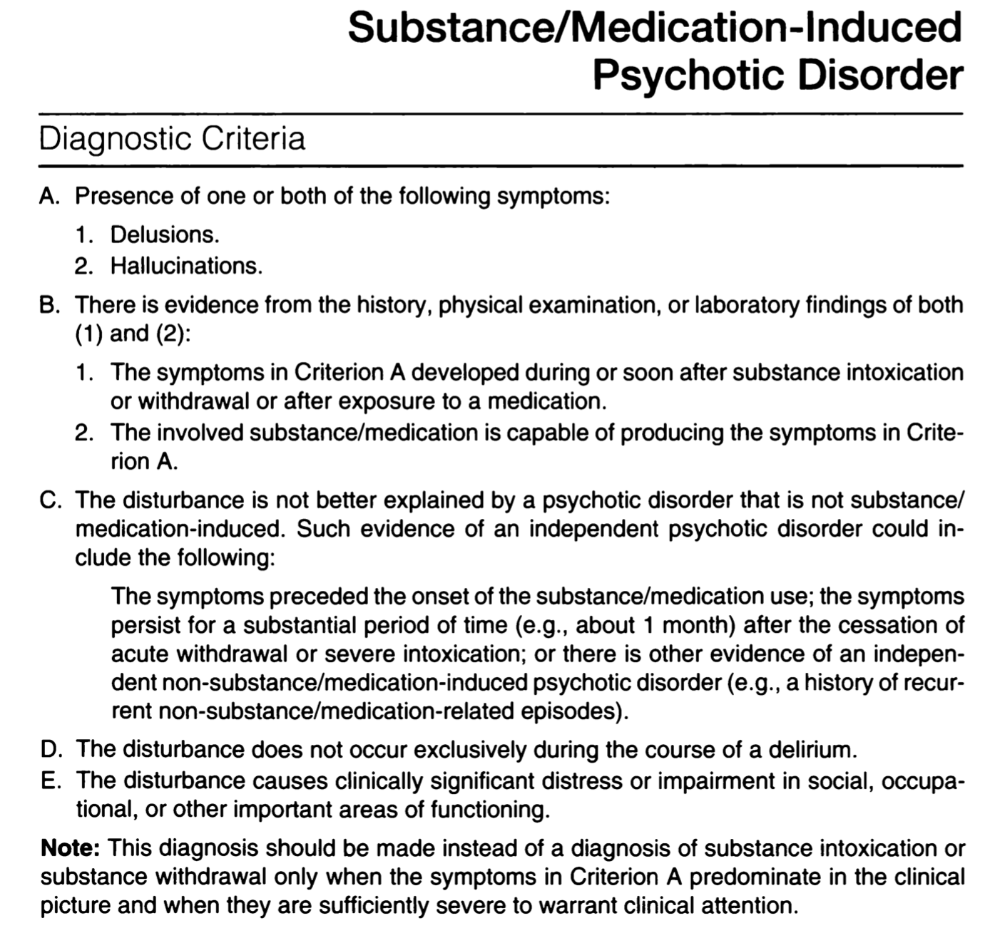 Substance/Medication-Induced
Psychotic Disorder
Diagnostic Criteria
A. Presence of one or both of the following symptoms:
1. Delusions.
2. Hallucinations.
B. There is evidence from the history, physical examination, or laboratory findings of both
(1) and (2):
1. The symptoms in Criterion A developed during or soon after substance intoxication
or withdrawal or after exposure to a medication.
2. The involved substance/medication is capable of producing the symptoms in Crite-
rion A.
C. The disturbance is not better explained by a psychotic disorder that is not substance/
medication-induced. Such evidence of an independent psychotic disorder could in-
clude the following:
The symptoms preceded the onset of the substance/medication use; the symptoms
persist for a substantial period of time (e.g., about 1 month) after the cessation of
acute withdrawal or severe intoxication; or there is other evidence of an indepen-
dent non-substance/medication-induced psychotic disorder (e.g., a history of recur-
rent non-substance/medication-related episodes).
D. The disturbance does not occur exclusively during the course of a delirium.
E. The disturbance causes clinically significant distress or impairment in social, occupa-
tional, or other important areas of functioning.
Note: This diagnosis should be made instead of a diagnosis of substance intoxication or
substance withdrawal only when the symptoms in Criterion A predominate in the clinical
picture and when they are sufficiently severe to warrant clinical attention.